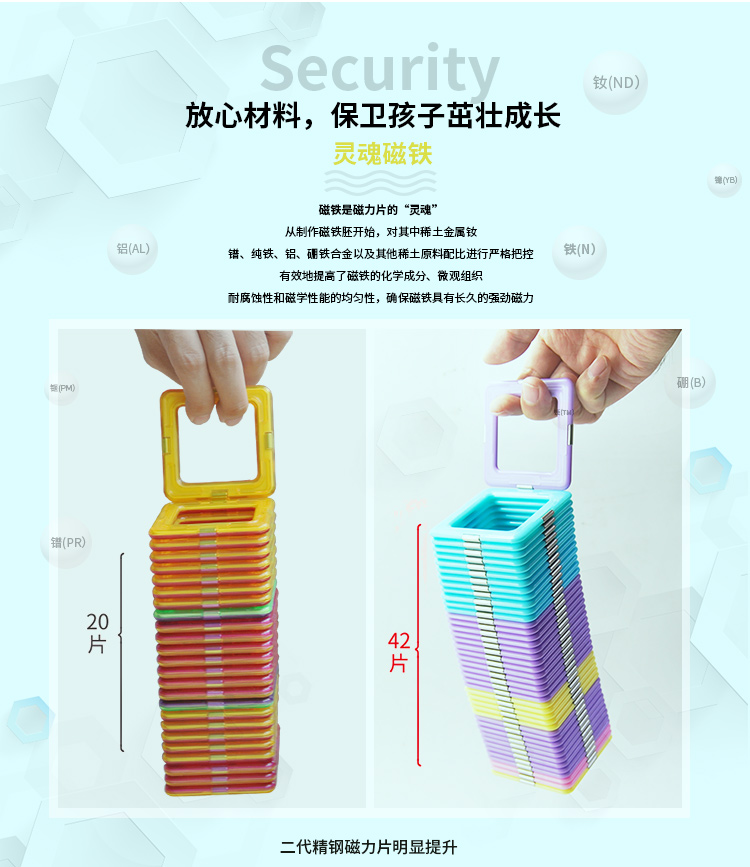 Security
钕(ND)
放心材料，保卫孩子茁壮成长
灵魂磁铁
镱(YB)
磁铁是磁力片的“灵魂”
从制作磁铁胚开始，对其中稀土金属钕
铝(AL)
铁(N)
镨、纯铁、铝、硼铁合金以及其他稀土原料配比进行严格把控
有效地提高了磁铁的化学成分、微观组织
耐腐蚀性和磁学性能的均匀性，确保磁铁具有长久的强劲磁力
钷(PM)
硼(B)
镨(PR)
20
片
42
片
二代精钢磁力片明显提升